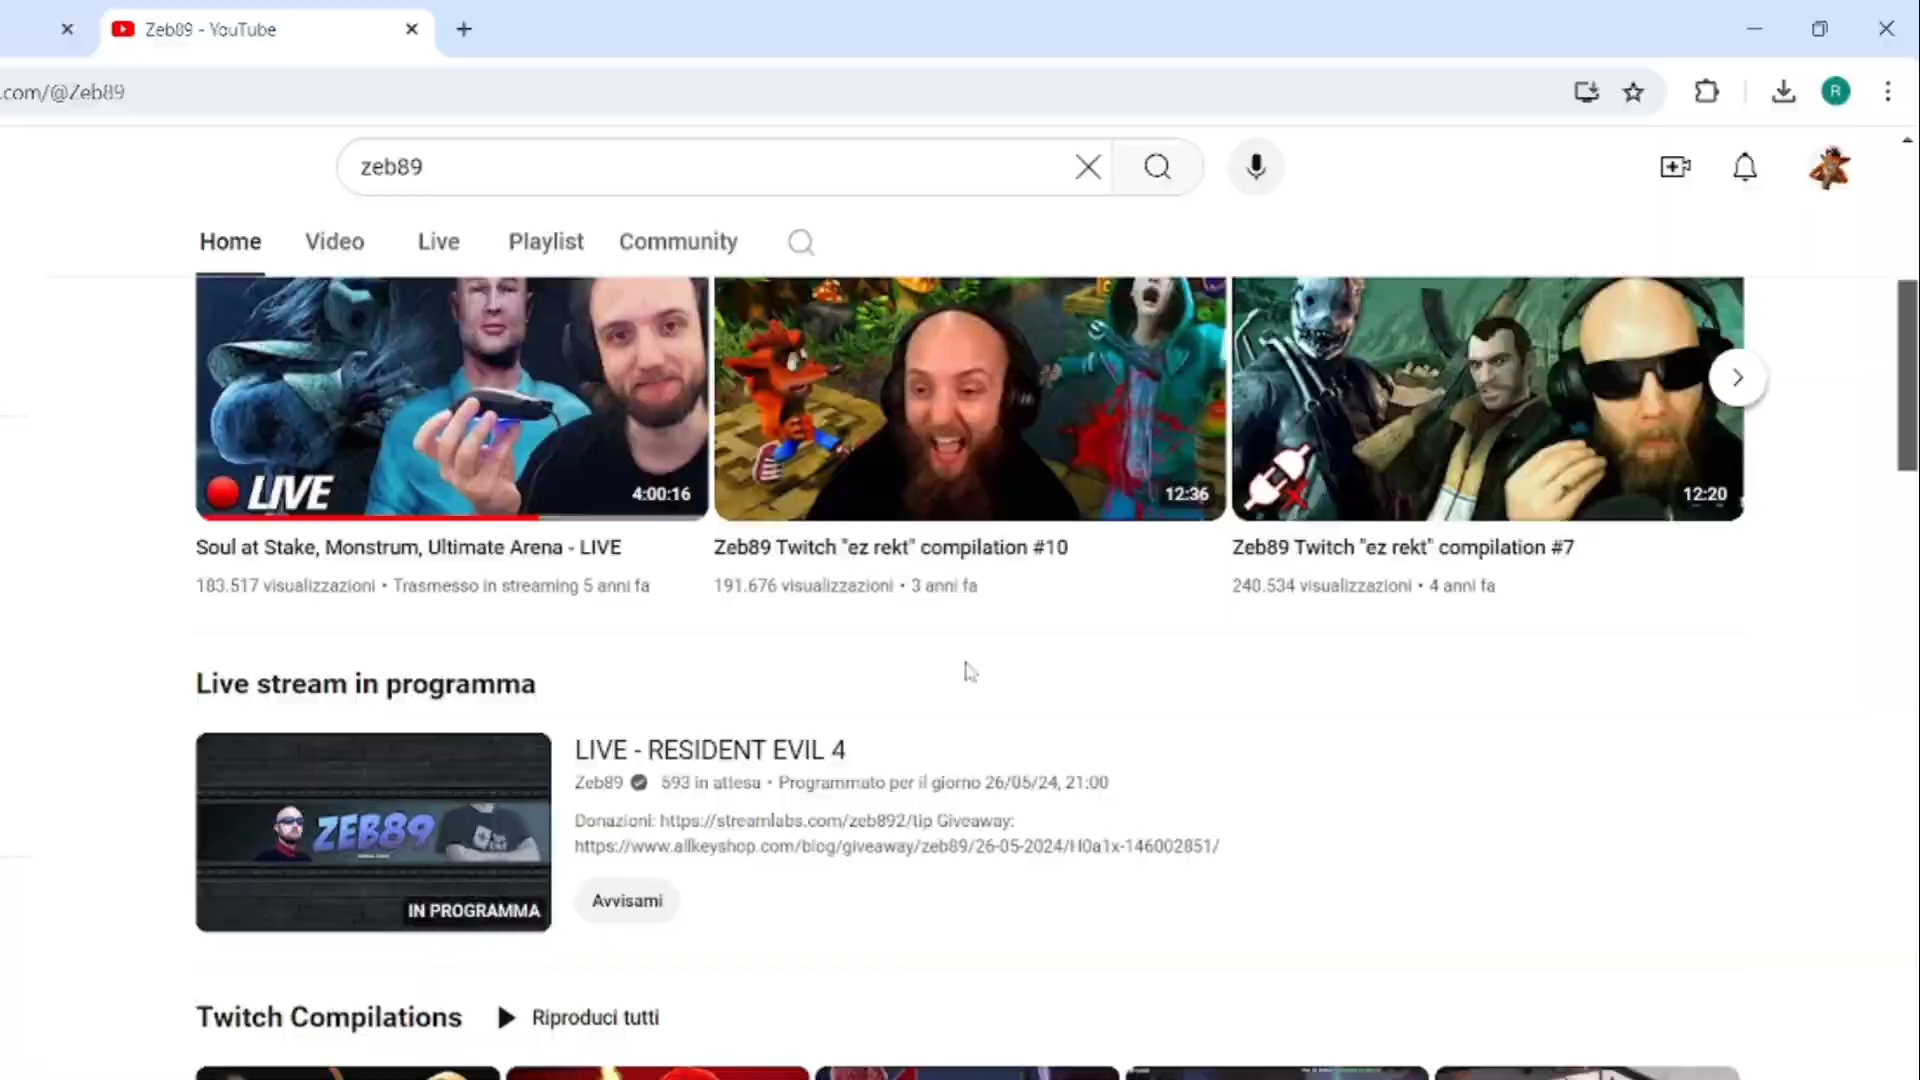 Zeb89 - YouTube
.com/@Zeb89
R
zeb89
Home Video Live Playlist Community
LIVE
4:00:16
12:36
12:20
Soul at Stake, Monstrum, Ultimate Arena - LIVE
183.517 visualizzazioni • Trasmesso in streaming 5 anni fa
Zeb89 Twitch "ez rekt" compilation #10
191.676 visualizzazioni • 3 anni fa
Zeb89 Twitch "ez rekt" compilation #7
240.534 visualizzazioni • 4 anni fa
Live stream in programma
ZEB89
IN PROGRAMMA
LIVE - RESIDENT EVIL 4
Zeb89 593 in attesa • Programmato per il giorno 26/05/24, 21:00
Donazioni: https://streamlabs.com/zeb892/tip Giveaway:
https://www.allkeyshop.com/blog/giveaway/zeb89/26-05-2024/H0a1x-146002851/
Avvisami
Twitch Compilations Riproduci tutti